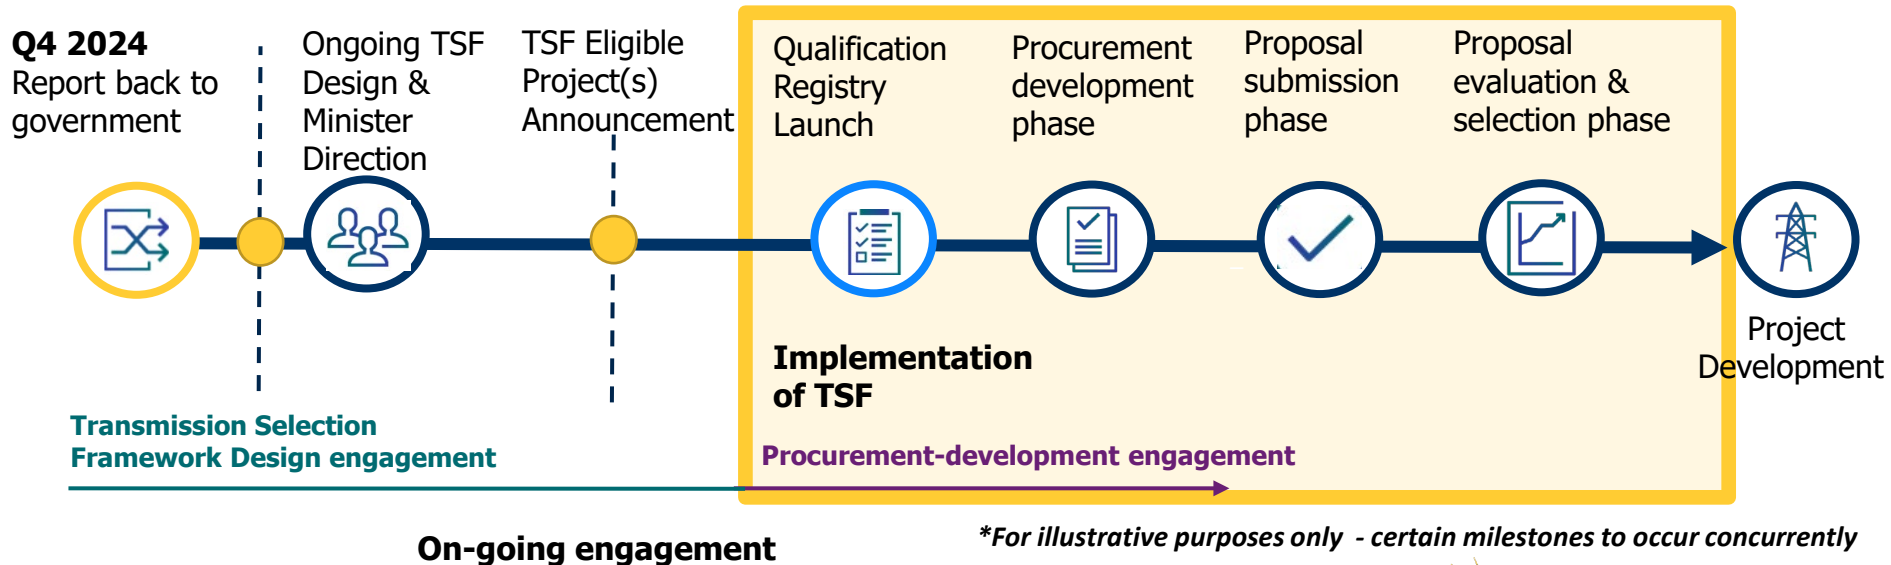 Q4 2024
Report back to
government
Ongoing TSF
Design &
Minister
Direction
TSF Eligible
Project(s)
Announcement
Qualification
Registry
Launch
Procurement
development
phase
Proposal
submission
phase
Proposal
evaluation &
selection phase
Project
Development
Implementation
of TSF
Transmission Selection
Framework Design engagement
Procurement-development engagement
On-going engagement
*For illustrative purposes only - certain milestones to occur concurrently